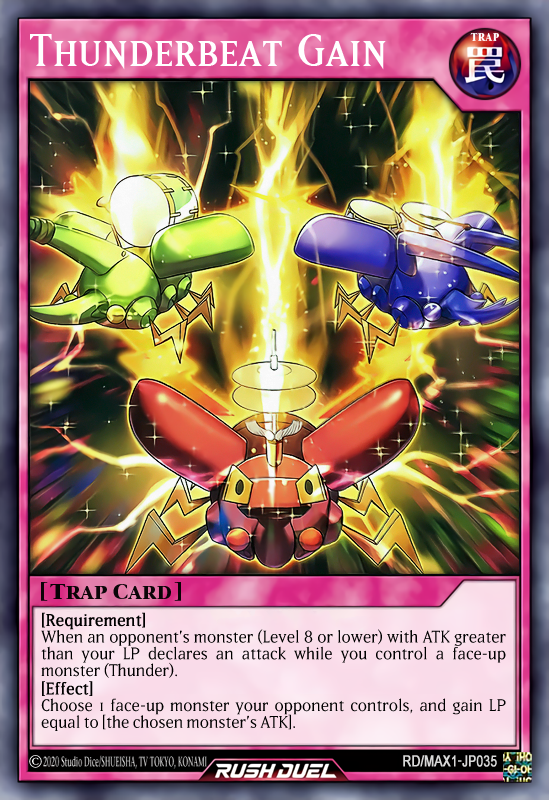 THUNDERBEAT GAIN
TRAP
罠
[TRAP CARD]
[Requirement]
When an opponent's monster (Level 8 or lower) with ATK greater
than your LP declares an attack while you control a face-up
monster (Thunder).
[Effect]
Choose 1 face-up monster your opponent controls, and gain LP
equal to [the chosen monster's ATK].
©2020 Studio Dice/SHUEISHA, TV TOKYO, KONAMI
RUSH DUEL
RD/MAX1-JP035